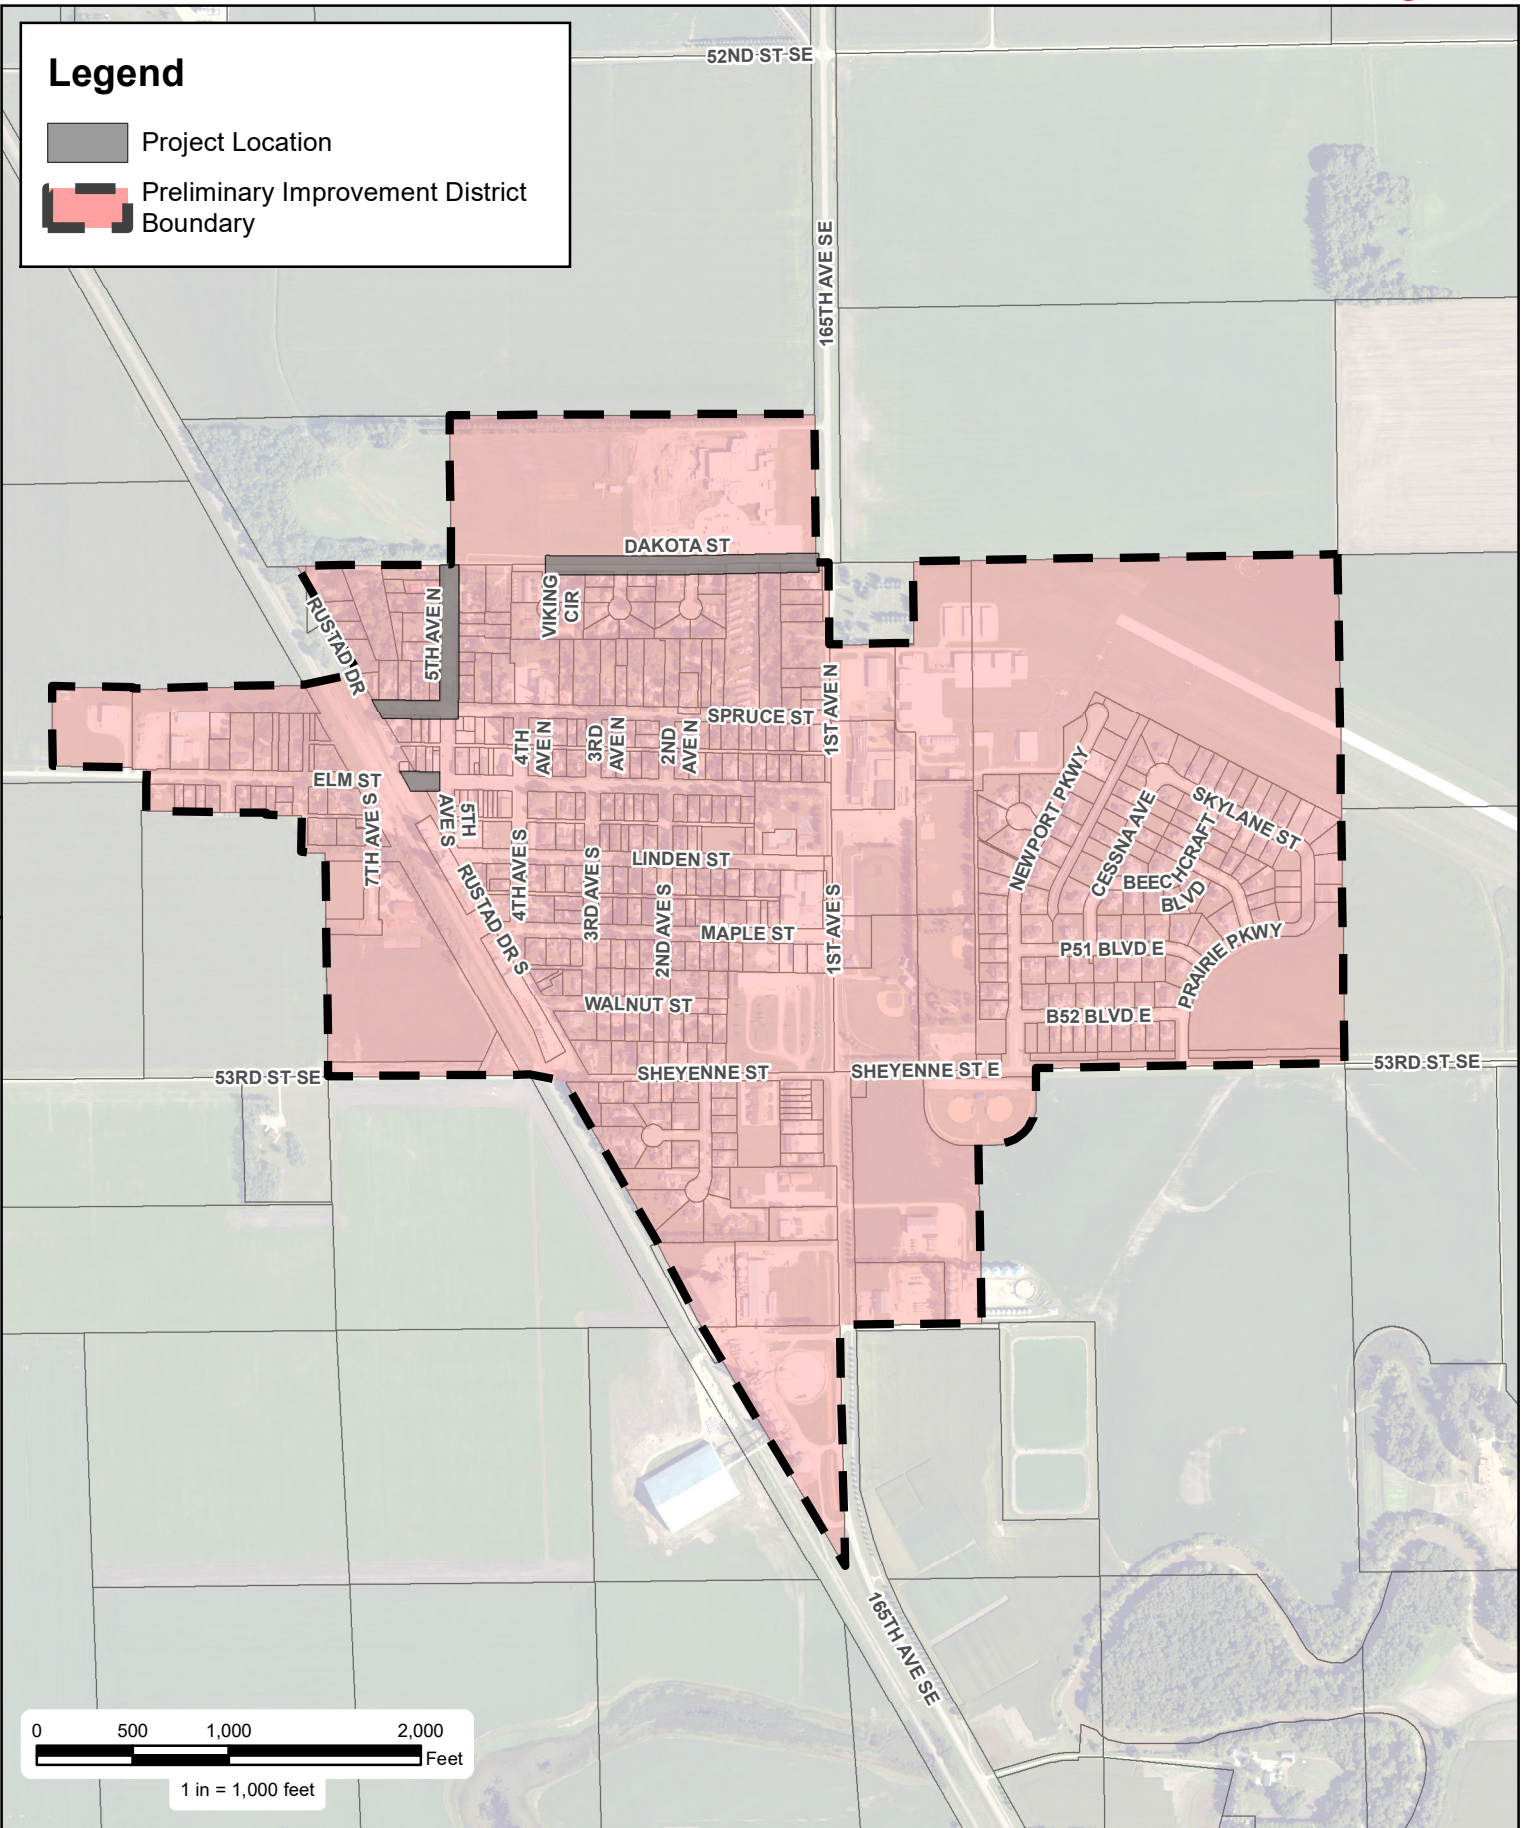 Legend
Project Location
Preliminary Improvement District
Boundary
52ND ST SE
165TH AVE SE
DAKOTA ST
VIKING
CIR
5TH AVE N
RUSTAD DR
SPRUCE ST
1ST AVE N
4TH
AVE N
3RD
AVE N
2ND
AVE N
ELM ST
7TH AVE S
5TH
AVE S
NEWPORT PKWY
CESSNA AVE
SKYLANE ST
BEECHCRAFT
BLVD
LINDEN ST
4TH AVE S
3RD AVE S
2ND AVE S
1ST AVE S
RUSTAD DR S
MAPLE ST
P51 BLVD E
PRAIRIE PKWY
WALNUT ST
B52 BLVD E
53RD ST SE
SHEYENNE ST
SHEYENNE ST E
53RD ST SE
165TH AVE SE
0 500 1,000 2,000
Feet
1 in = 1,000 feet